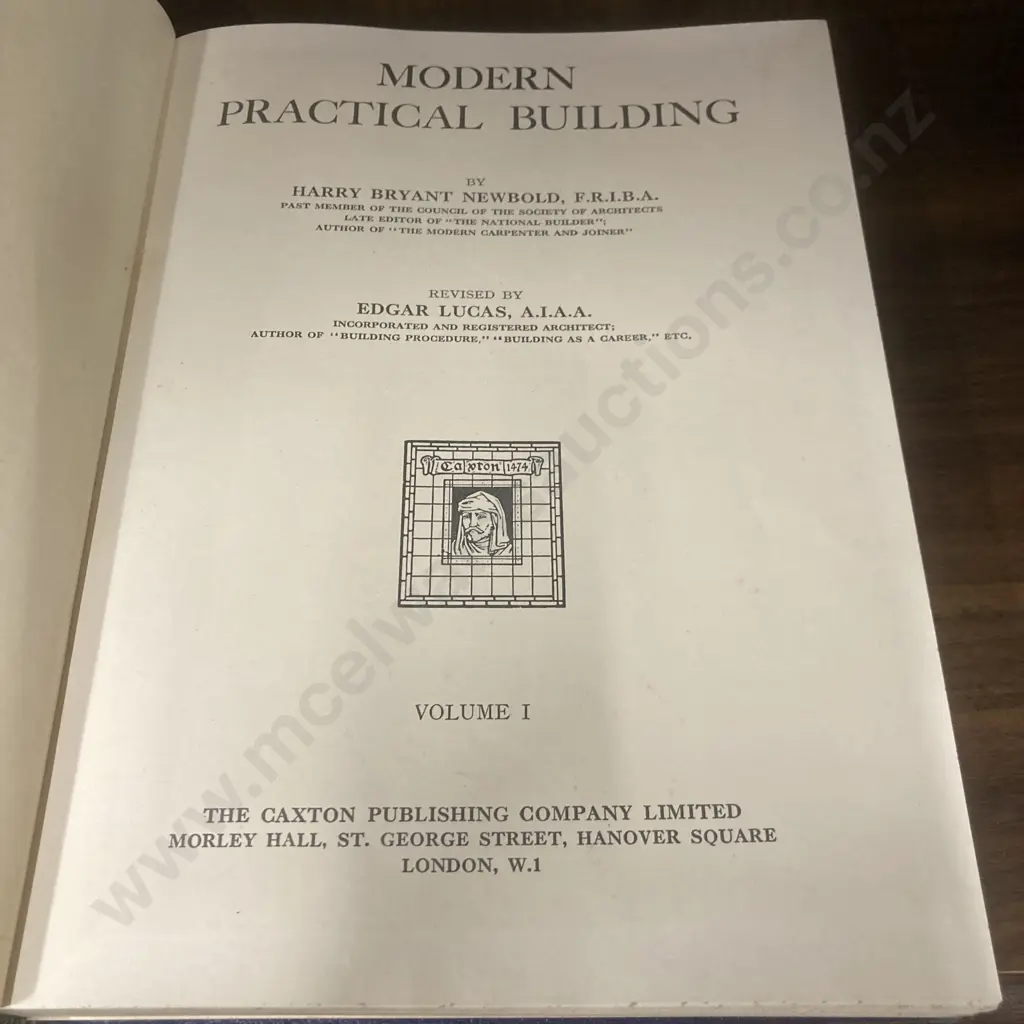 MODERN
PRACTICAL BUILDING
BY
HARRY BRYANT NEWBOLD, F.R.I.B.A.
PAST MEMBER OF THE COUNCIL OF THE SOCIETY OF ARCHITECTS
LATE EDITOR OF "THE NATIONAL BUILDER";
AUTHOR OF "THE MODERN CARPENTER AND JOINER"
REVISED BY
EDGAR LUCAS, A.I.A.A.
INCORPORATED AND REGISTERED ARCHITECT;
AUTHOR OF "BUILDING PROCEDURE," "BUILDING AS A CAREER," ETC.
Caxton 1474
VOLUME I
THE CAXTON PUBLISHING COMPANY LIMITED
MORLEY HALL, ST. GEORGE STREET, HANOVER SQUARE
LONDON, W.1